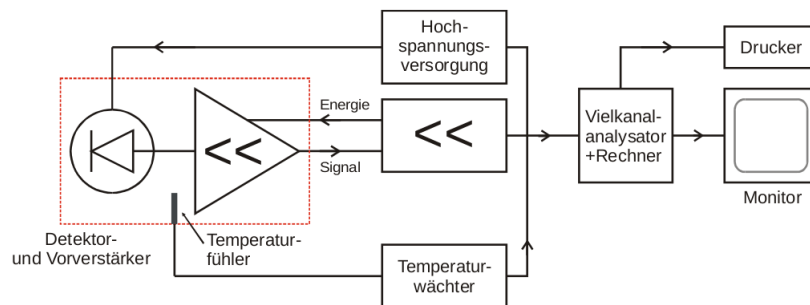 Hoch-
spannungs-
versorgung
Drucker
Energie
<<
<<
Signal
Vielkanal-
analysator
+Rechner
Monitor
Detektor-
und Vorverstärker
Temperatur-
fühler
Temperatur-
wächter